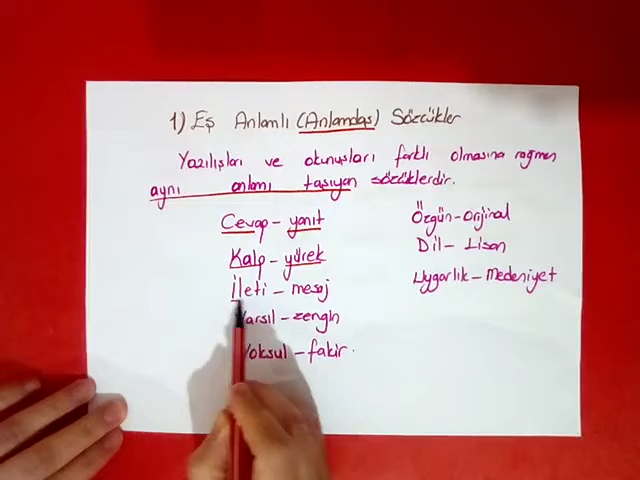 1) Eş Anlamlı (Anlamdaş) Sözcükler
Yazılışları ve okunuşları farklı olmasına rağmen
aynı anlamı taşıyan sözcüklerdir.
Cevap - yanıt
Kalp - yürek
İleti - mesaj
Varsıl - zengin
Yoksul - fakir.
Özgün - orjinal
Dil - Lisan
Uygarlık - Medeniyet